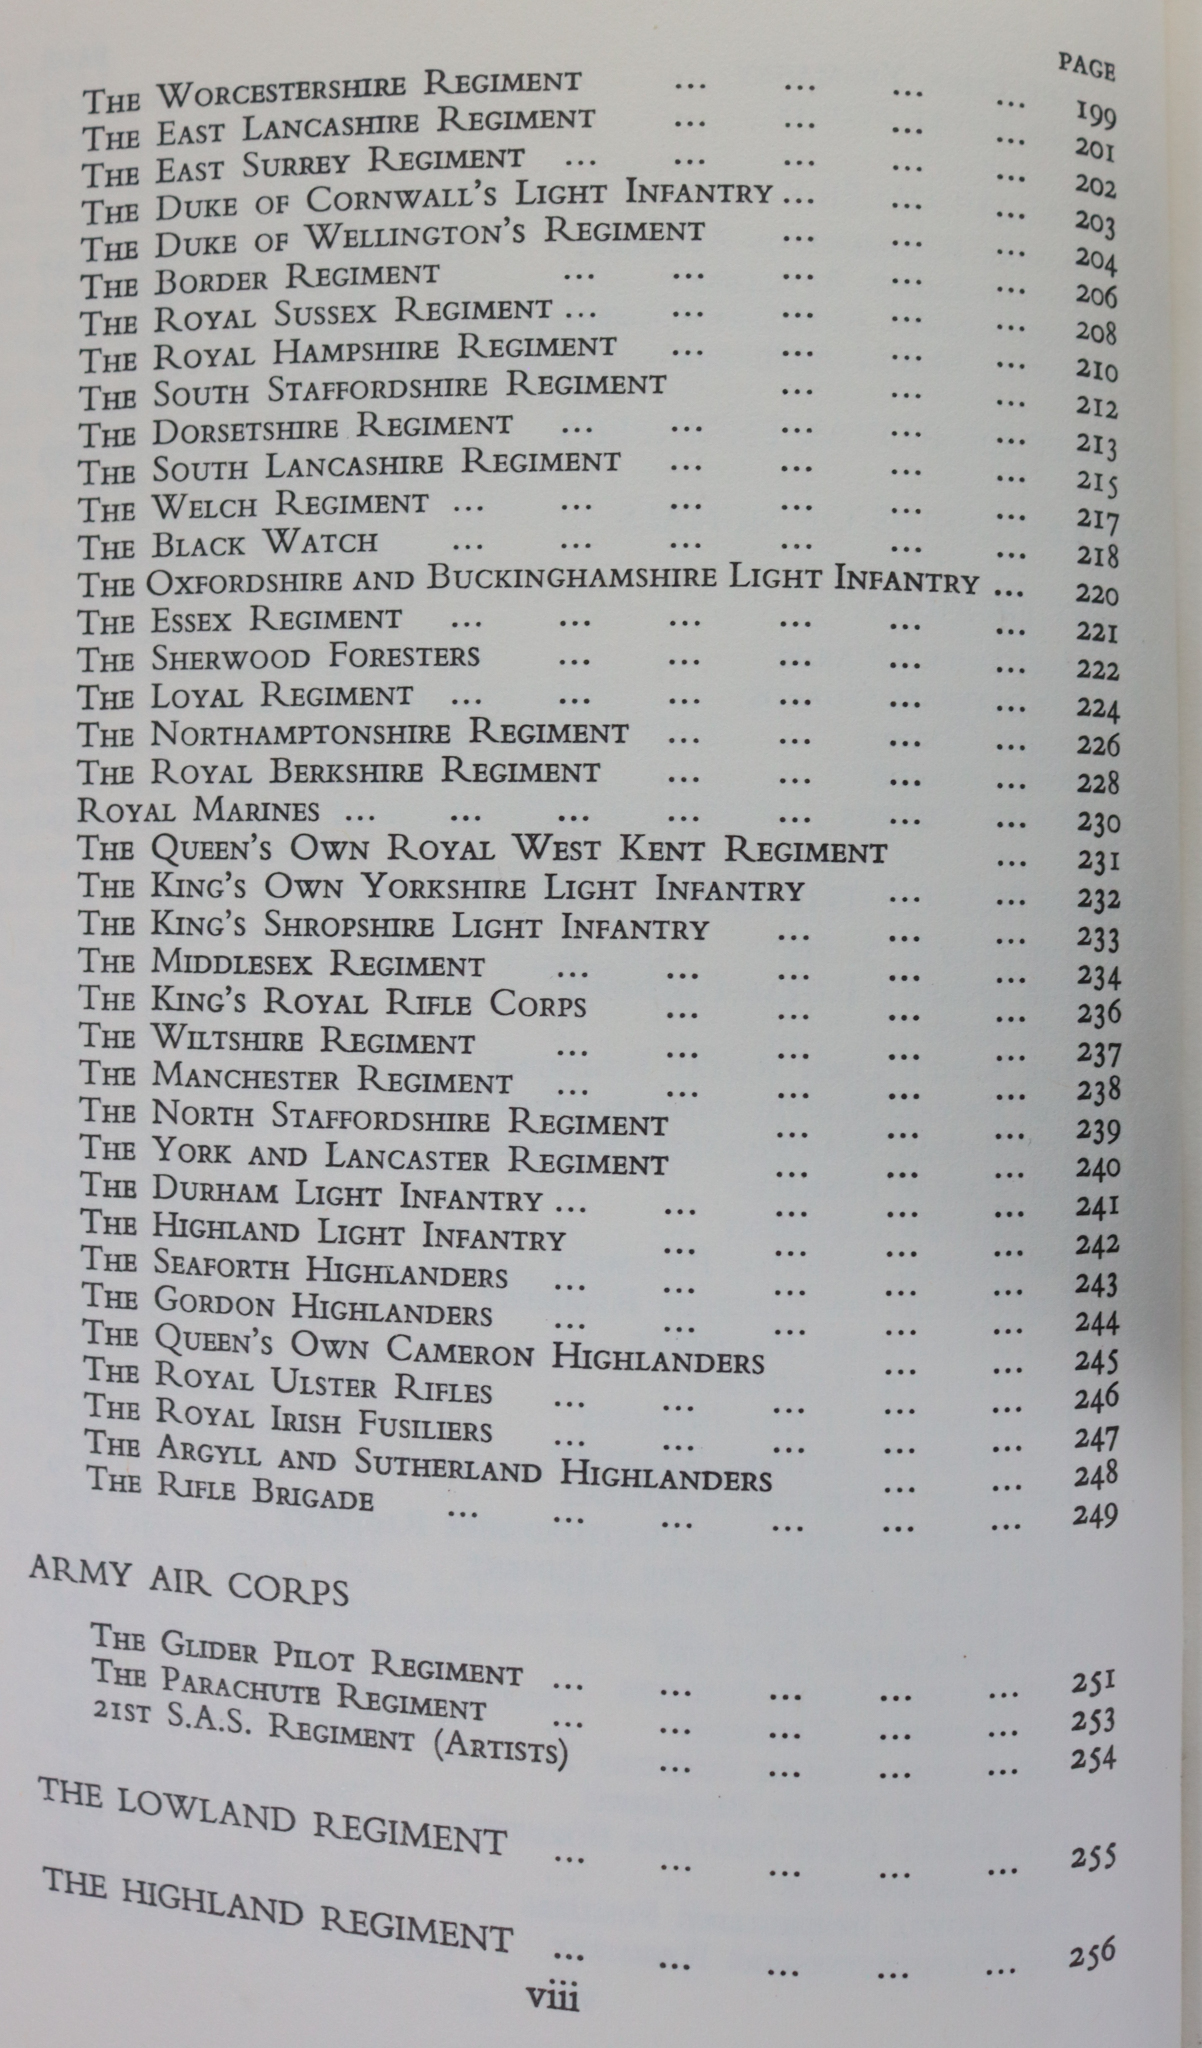 PAGE
The Worcestershire Regiment ... ... ... ... 199
The East Lancashire Regiment ... ... ... ... 201
The East Surrey Regiment ... ... ... ... ... 202
The Duke of Cornwall's Light Infantry ... ... ... 203
The Duke of Wellington's Regiment ... ... ... 204
The Border Regiment ... ... ... ... ... 206
The Royal Sussex Regiment ... ... ... ... ... 208
The Royal Hampshire Regiment ... ... ... ... 210
The South Staffordshire Regiment ... ... ... 212
The Dorsetshire Regiment ... ... ... ... ... 213
The South Lancashire Regiment ... ... ... ... 215
The Welch Regiment ... ... ... ... ... ... 217
The Black Watch ... ... ... ... ... ... 218
The Oxfordshire and Buckinghamshire Light Infantry ... 220
The Essex Regiment ... ... ... ... ... ... 221
The Sherwood Foresters ... ... ... ... ... 222
The Loyal Regiment ... ... ... ... ... ... 224
The Northamptonshire Regiment ... ... ... ... 226
The Royal Berkshire Regiment ... ... ... ... 228
Royal Marines ... ... ... ... ... ... ... 230
The Queen's Own Royal West Kent Regiment ... 231
The King's Own Yorkshire Light Infantry ... ... 232
The King's Shropshire Light Infantry ... ... ... 233
The Middlesex Regiment ... ... ... ... ... 234
The King's Royal Rifle Corps ... ... ... ... 236
The Wiltshire Regiment ... ... ... ... ... 237
The Manchester Regiment ... ... ... ... ... 238
The North Staffordshire Regiment ... ... ... 239
The York and Lancaster Regiment ... ... ... 240
The Durham Light Infantry ... ... ... ... ... 241
The Highland Light Infantry ... ... ... ... 242
The Seaforth Highlanders ... ... ... ... ... 243
The Gordon Highlanders ... ... ... ... ... 244
The Queen's Own Cameron Highlanders ... ... 245
The Royal Ulster Rifles ... ... ... ... ... 246
The Royal Irish Fusiliers ... ... ... ... ... 247
The Argyll and Sutherland Highlanders ... ... 248
The Rifle Brigade ... ... ... ... ... ... 249
ARMY AIR CORPS
The Glider Pilot Regiment ... ... ... ... ... 251
The Parachute Regiment ... ... ... ... ... 253
21st S.A.S. Regiment (Artists) ... ... ... ... 254
THE LOWLAND REGIMENT ... ... ... ... ... 255
THE HIGHLAND REGIMENT ... ... ... ... ... 256
viii